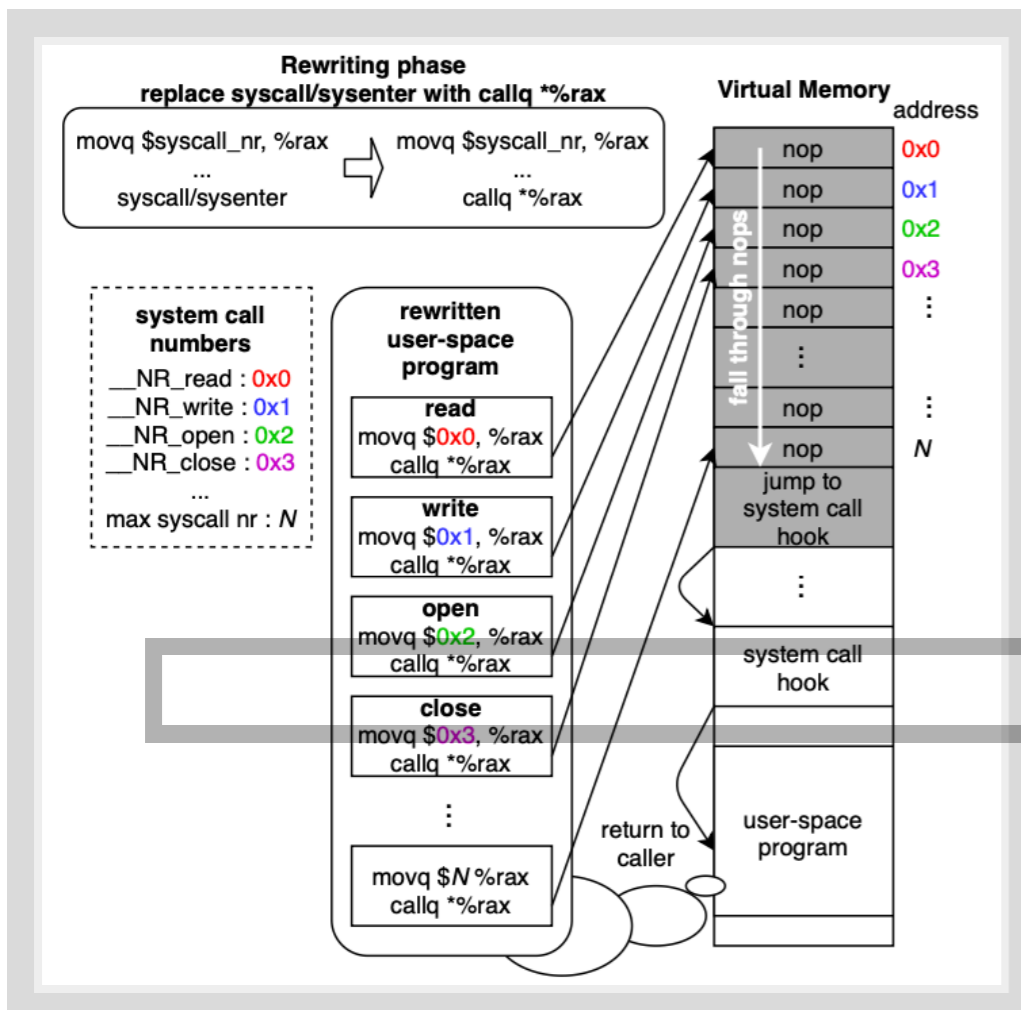 Rewriting phase
replace syscall/sysenter with callq *%rax
movq $syscall_nr, %rax
...
syscall/sysenter
movq $syscall_nr, %rax
...
callq *%rax
system call
numbers
__NR_read : 0x0
__NR_write : 0x1
__NR_open : 0x2
__NR_close : 0x3
...
max syscall nr : N
rewritten
user-space
program
read
movq $0x0, %rax
callq *%rax
write
movq $0x1, %rax
callq *%rax
open
movq $0x2, %rax
callq *%rax
close
movq $0x3, %rax
callq *%rax
⋮
movq $N %rax
callq *%rax
return to
caller
Virtual Memory
address
nop 0x0
nop 0x1
nop 0x2
nop 0x3
nop ⋮
⋮
nop ⋮
nop N
fall through nops
jump to
system call
hook
⋮
system call
hook
user-space
program